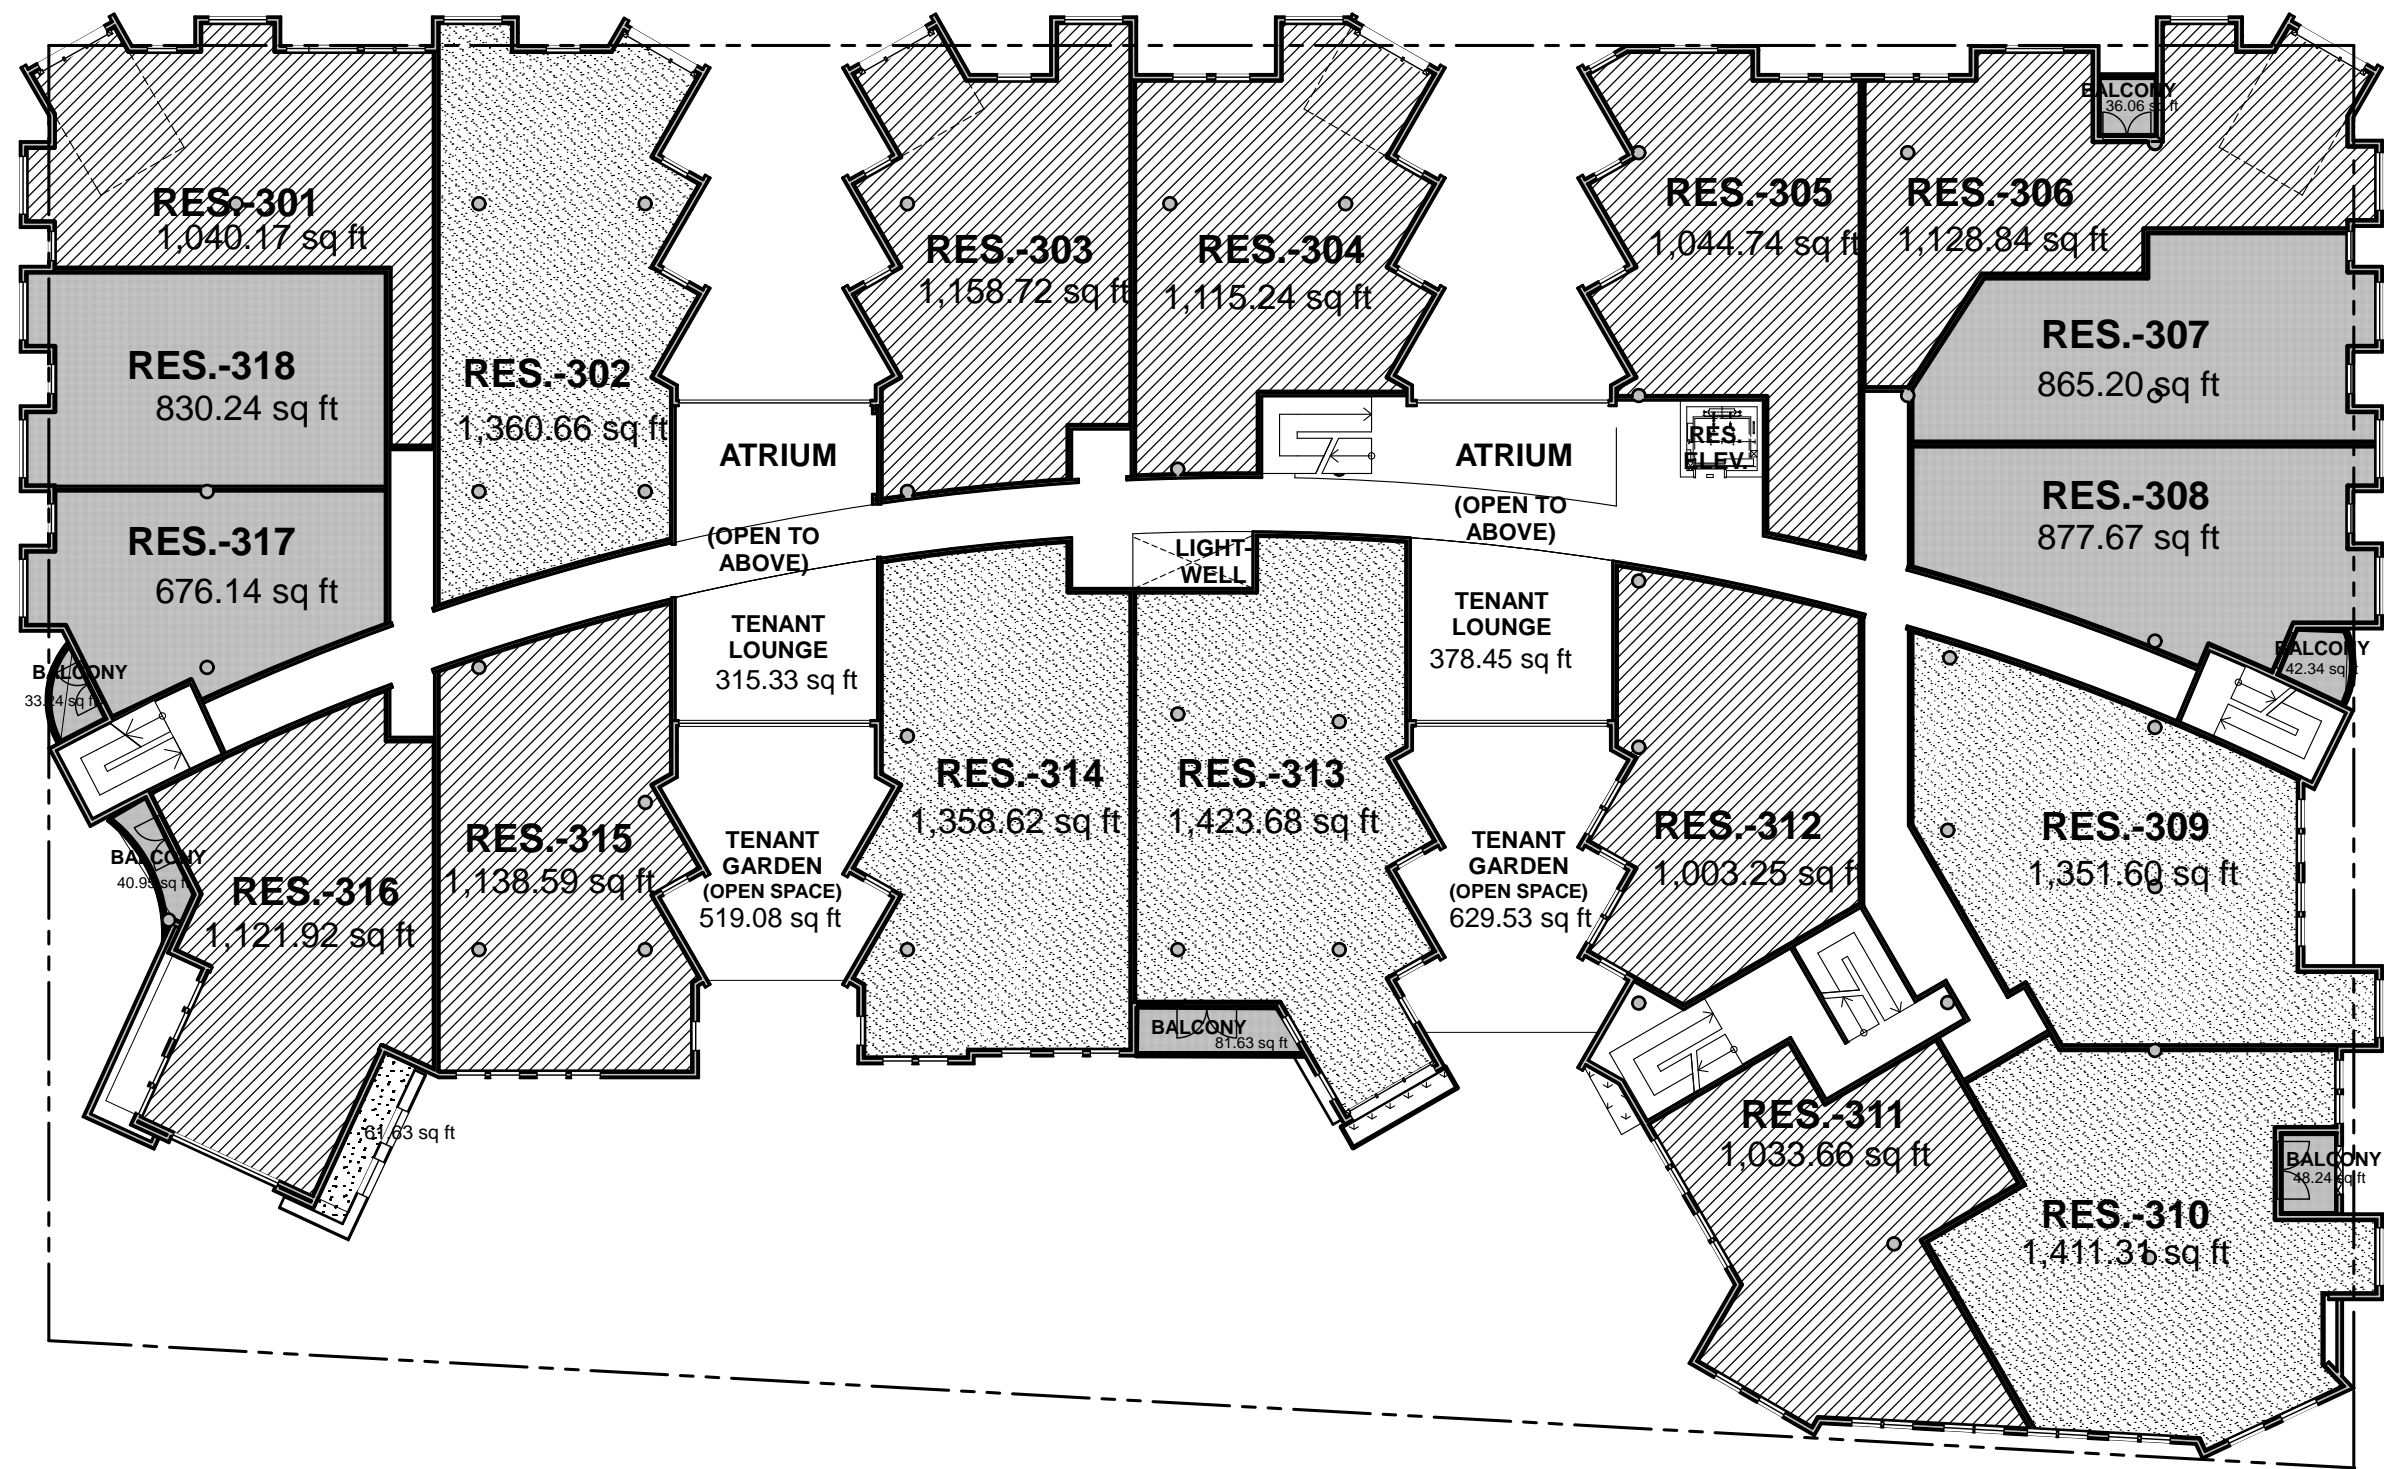 BALCONY
36.06 sq ft
RES.-301
1,040.17 sq ft
RES.-305
1,044.74 sq ft
RES.-306
1,128.84 sq ft
RES.-303
1,158.72 sq ft
RES.-304
1,115.24 sq ft
RES.-318
830.24 sq ft
RES.-302
1,360.66 sq ft
RES.-307
865.20 sq ft
ATRIUM
(OPEN TO
ABOVE)
ATRIUM
(OPEN TO
ABOVE)
RES.
ELEV.
RES.-317
676.14 sq ft
RES.-308
877.67 sq ft
LIGHT-
WELL
TENANT
LOUNGE
315.33 sq ft
TENANT
LOUNGE
378.45 sq ft
BALCONY
33.24 sq ft
BALCONY
42.34 sq ft
RES.-314
1,358.62 sq ft
RES.-313
1,423.68 sq ft
RES.-315
1,138.59 sq ft
TENANT
GARDEN
(OPEN SPACE)
519.08 sq ft
TENANT
GARDEN
(OPEN SPACE)
629.53 sq ft
RES.-312
1,003.25 sq ft
RES.-309
1,351.60 sq ft
BALCONY
40.95 sq ft
RES.-316
1,121.92 sq ft
BALCONY
81.63 sq ft
61.63 sq ft
RES.-311
1,033.66 sq ft
BALCONY
48.24 sq ft
RES.-310
1,411.31 sq ft